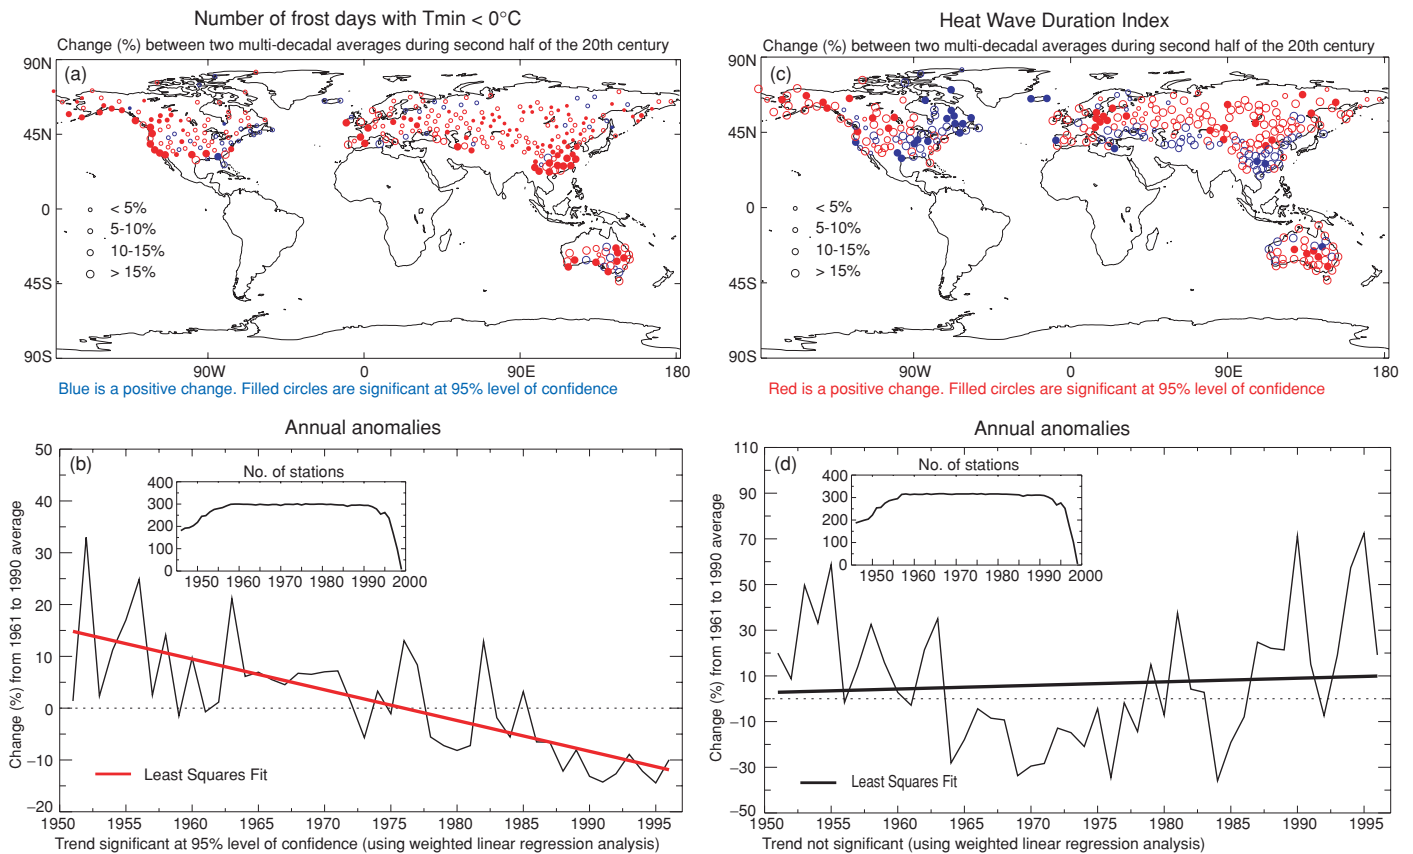 Number of frost days with Tmin < 0°C
Change (%) between two multi-decadal averages during second half of the 20th century
90N
(a)
45N
0
45S
90S
< 5%
5-10%
10-15%
> 15%
90W
0
90E
180
Blue is a positive change. Filled circles are significant at 95% level of confidence
Heat Wave Duration Index
Change (%) between two multi-decadal averages during second half of the 20th century
90N
(c)
45N
0
45S
90S
< 5%
5-10%
10-15%
> 15%
90W
0
90E
180
Red is a positive change. Filled circles are significant at 95% level of confidence
Annual anomalies
(b)
Change (%) from 1961 to 1990 average
50
40
30
20
10
0
−10
−20
No. of stations
400
300
200
100
0
1950
1960
1970
1980
1990
2000
Least Squares Fit
1950
1955
1960
1965
1970
1975
1980
1985
1990
1995
Trend significant at 95% level of confidence (using weighted linear regression analysis)
Annual anomalies
(d)
Change (%) from 1961 to 1990 average
110
90
70
50
30
10
−10
−30
−50
No. of stations
400
300
200
100
0
1950
1960
1970
1980
1990
2000
Least Squares Fit
1950
1955
1960
1965
1970
1975
1980
1985
1990
1995
Trend not significant (using weighted linear regression analysis)